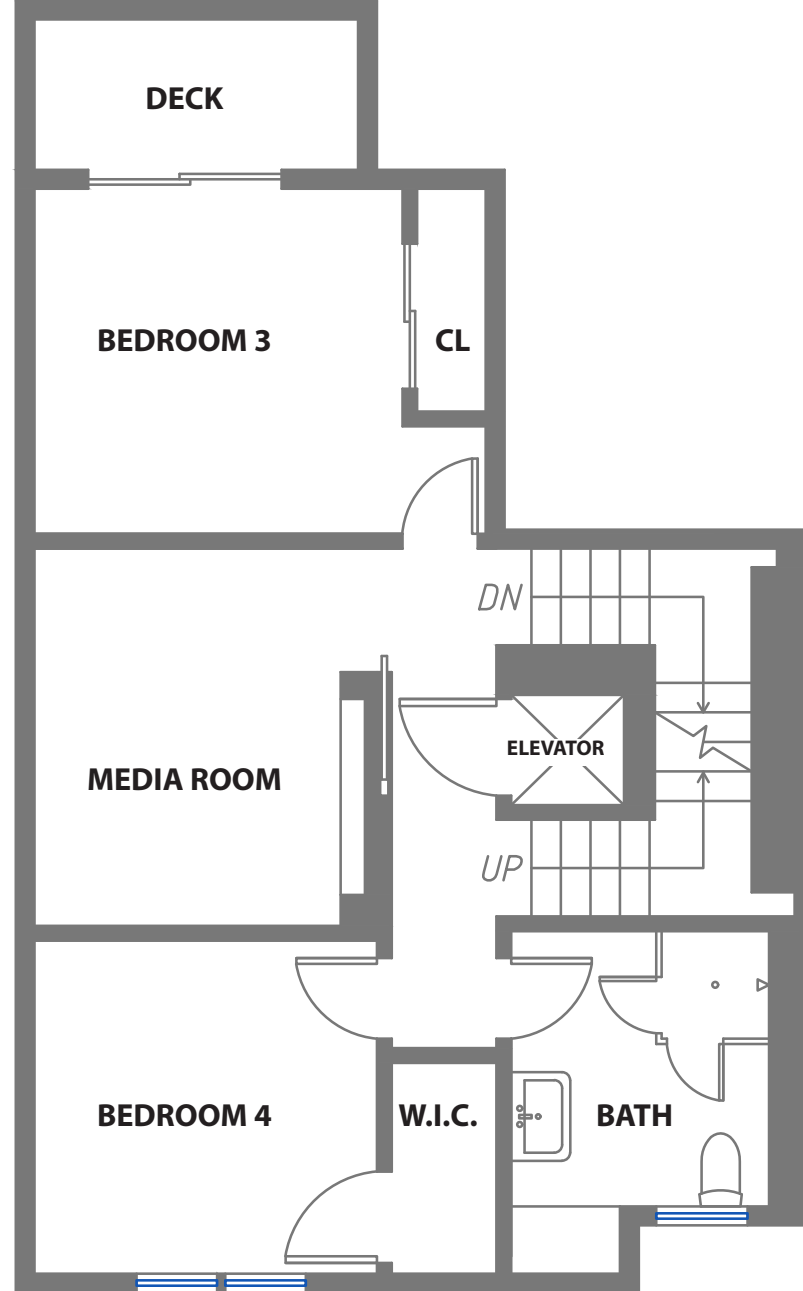 DECK
BEDROOM 3
CL
DN
ELEVATOR
MEDIA ROOM
UP
BEDROOM 4
W.I.C.
BATH